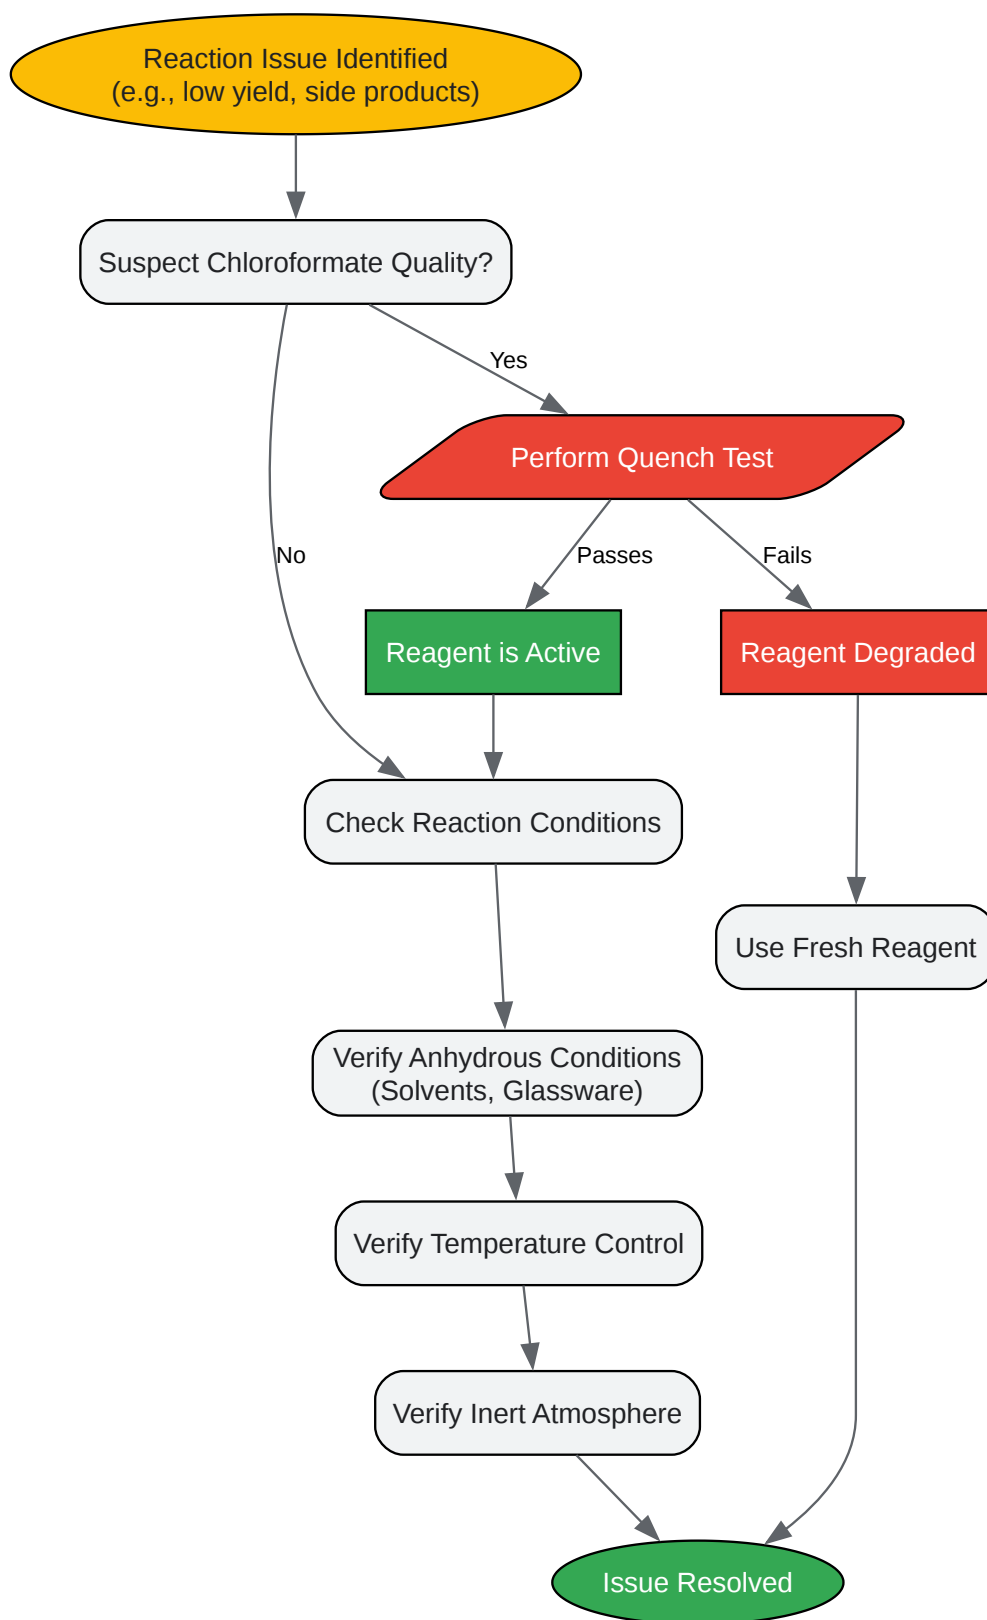 Reaction Issue Identified
(e.g., low yield, side products)
Suspect Chloroformate Quality?
Yes
Perform Quench Test
No
Passes
Fails
Reagent is Active
Reagent Degraded
Check Reaction Conditions
Use Fresh Reagent
Verify Anhydrous Conditions
(Solvents, Glassware)
Verify Temperature Control
Verify Inert Atmosphere
Issue Resolved